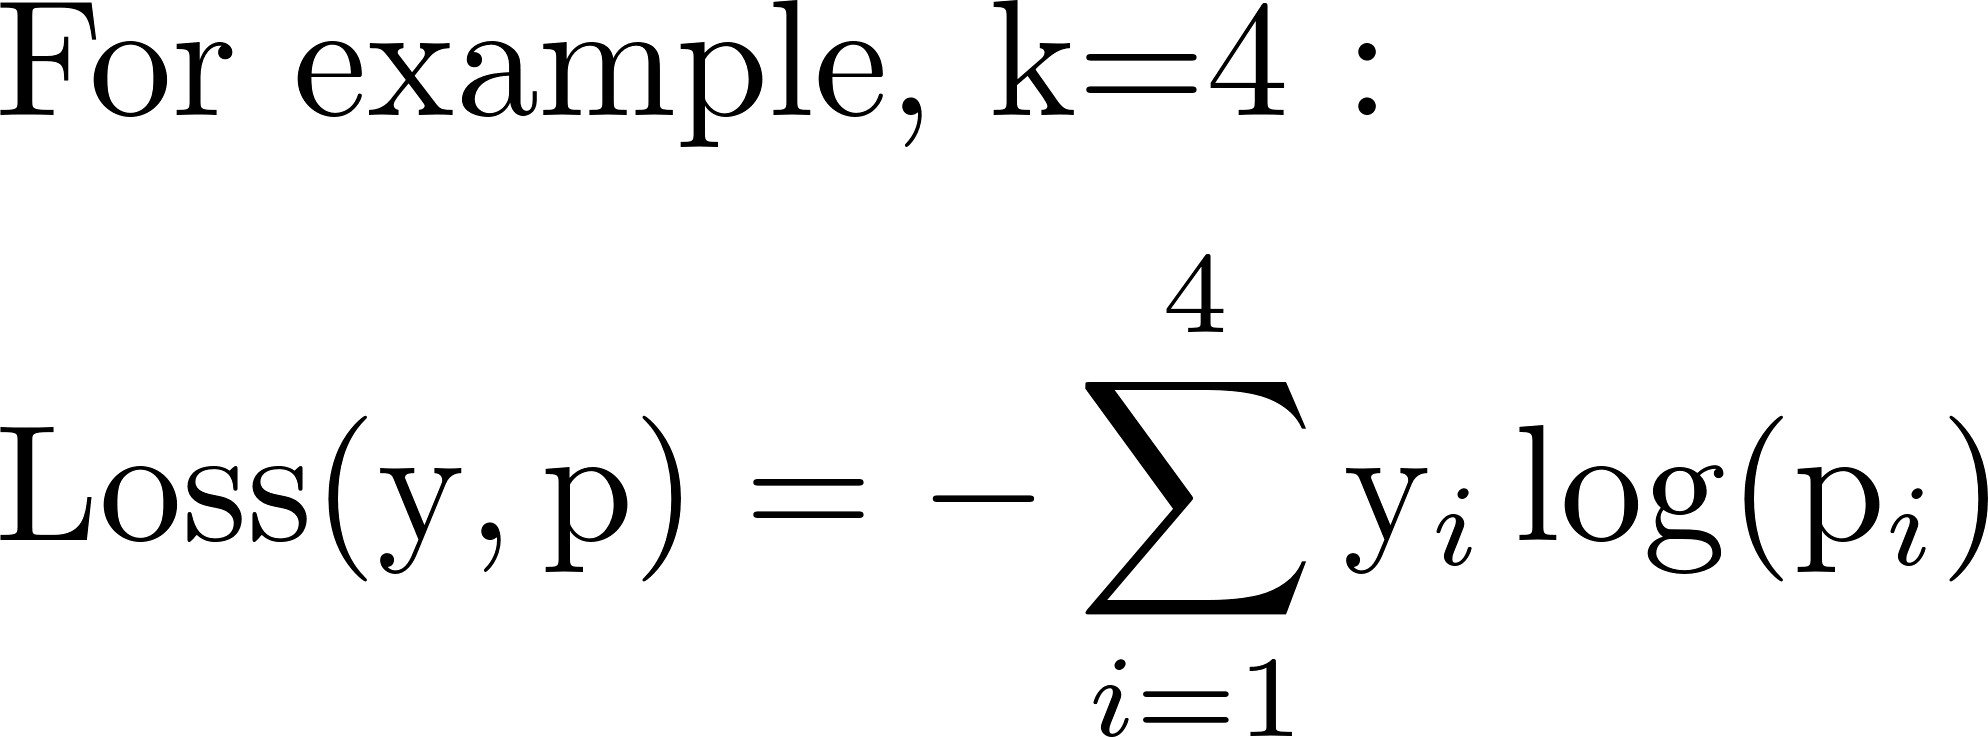 For example, k=4 :
Loss(y, p) = − ∑_{i=1}^{4} y_i log(p_i)